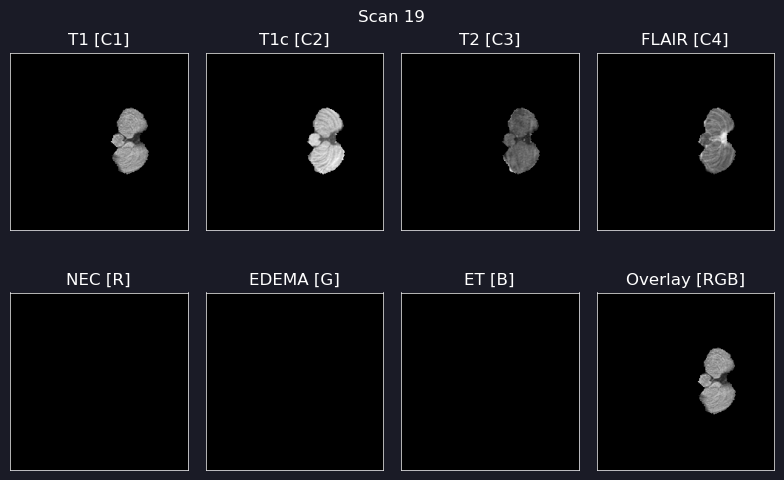 Scan 19
T1 [C1]
T1c [C2]
T2 [C3]
FLAIR [C4]
NEC [R]
EDEMA [G]
ET [B]
Overlay [RGB]